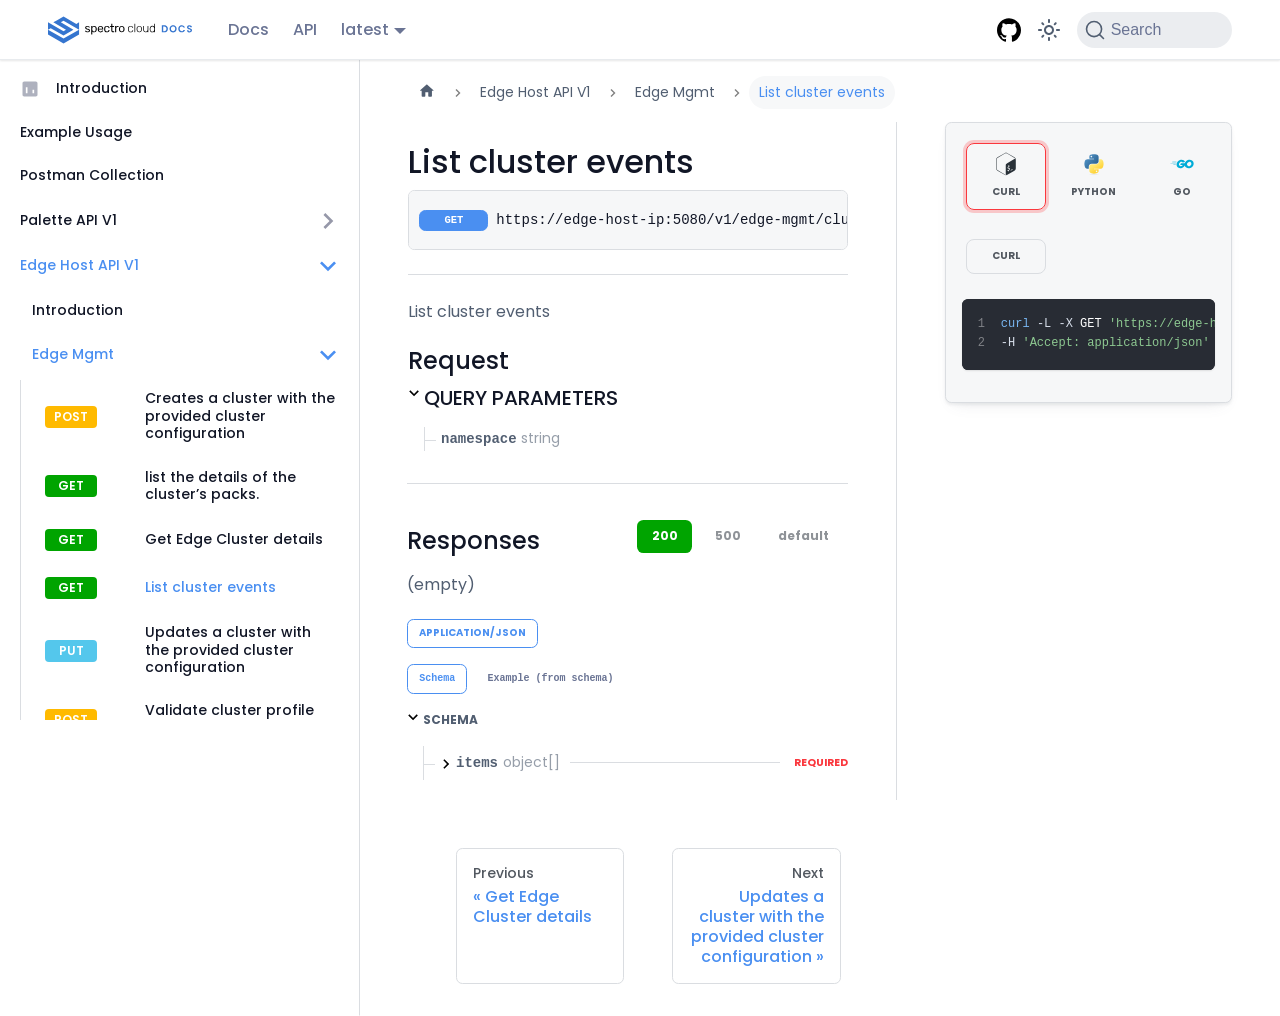 spectro cloud DOCS
Docs
API
latest
Search
Introduction
Example Usage
Postman Collection
Palette API V1
Edge Host API V1
Introduction
Edge Mgmt
POST
Creates a cluster with the
provided cluster
configuration
GET
list the details of the
cluster’s packs.
GET
Get Edge Cluster details
GET
List cluster events
PUT
Updates a cluster with
the provided cluster
configuration
POST
Validate cluster profile
Edge Host API V1
Edge Mgmt
List cluster events
List cluster events
GET https://edge-host-ip:5080/v1/edge-mgmt/clu
List cluster events
Request
QUERY PARAMETERS
namespace string
Responses
200
500
default
(empty)
APPLICATION/JSON
Schema
Example (from schema)
SCHEMA
items object[]
REQUIRED
CURL
PYTHON
GO
CURL
1 curl -L -X GET 'https://edge-h
2 -H 'Accept: application/json'
Previous
« Get Edge
Cluster details
Next
Updates a
cluster with the
provided cluster
configuration »